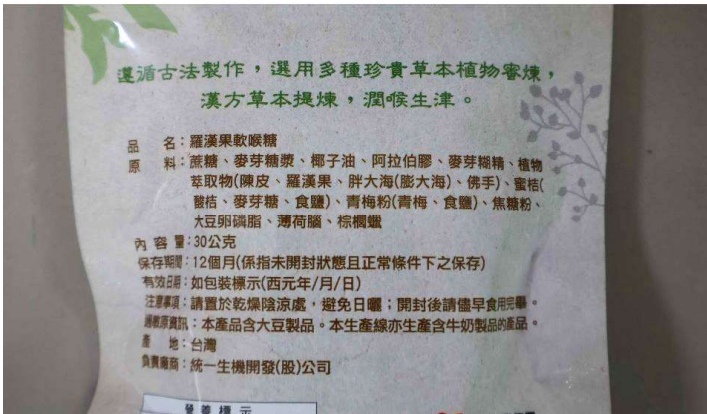 遵循古法製作，選用多種珍貴草本植物蜜煉，
漢方草本提煉，潤喉生津。
品　　名：羅漢果軟喉糖
原　　料：蔗糖、麥芽糖漿、椰子油、阿拉伯膠、麥芽糊精、植物
萃取物(陳皮、羅漢果、胖大海(膨大海)、佛手)、蜜桔(
酸桔、麥芽糖、食鹽)、青梅粉(青梅、食鹽)、焦糖粉、
大豆卵磷脂、薄荷腦、棕櫚蠟
內 容 量：30公克
保存期間：12個月(係指未開封狀態且正常條件下之保存)
有效日期：如包裝標示(西元年/月/日)
注意事項：請置於乾燥陰涼處，避免日曬；開封後請儘早食用完畢。
過敏原資訊：本產品含大豆製品。本生產線亦生產含牛奶製品的產品。
產　　地：台灣
負責廠商：統一生機開發(股)公司
營養標示